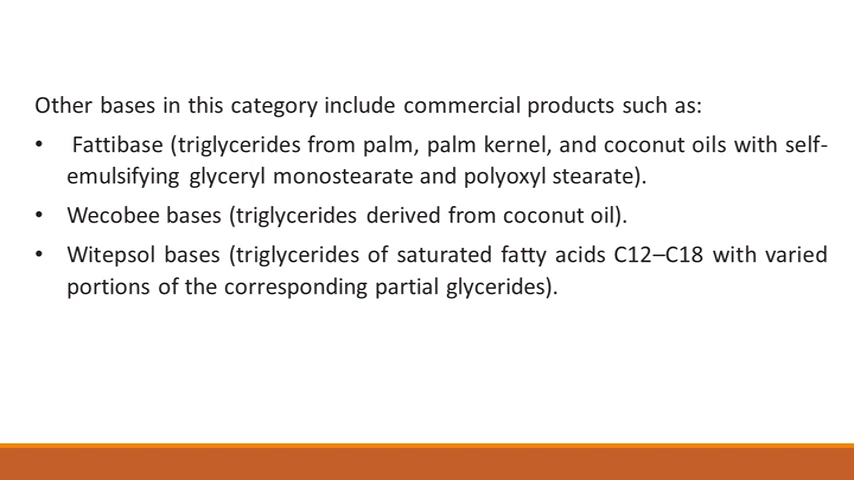 Other bases in this category include commercial products such as:
• Fattibase (triglycerides from palm, palm kernel, and coconut oils with self-
emulsifying glyceryl monostearate and polyoxyl stearate).
• Wecobee bases (triglycerides derived from coconut oil).
• Witepsol bases (triglycerides of saturated fatty acids C12–C18 with varied
portions of the corresponding partial glycerides).